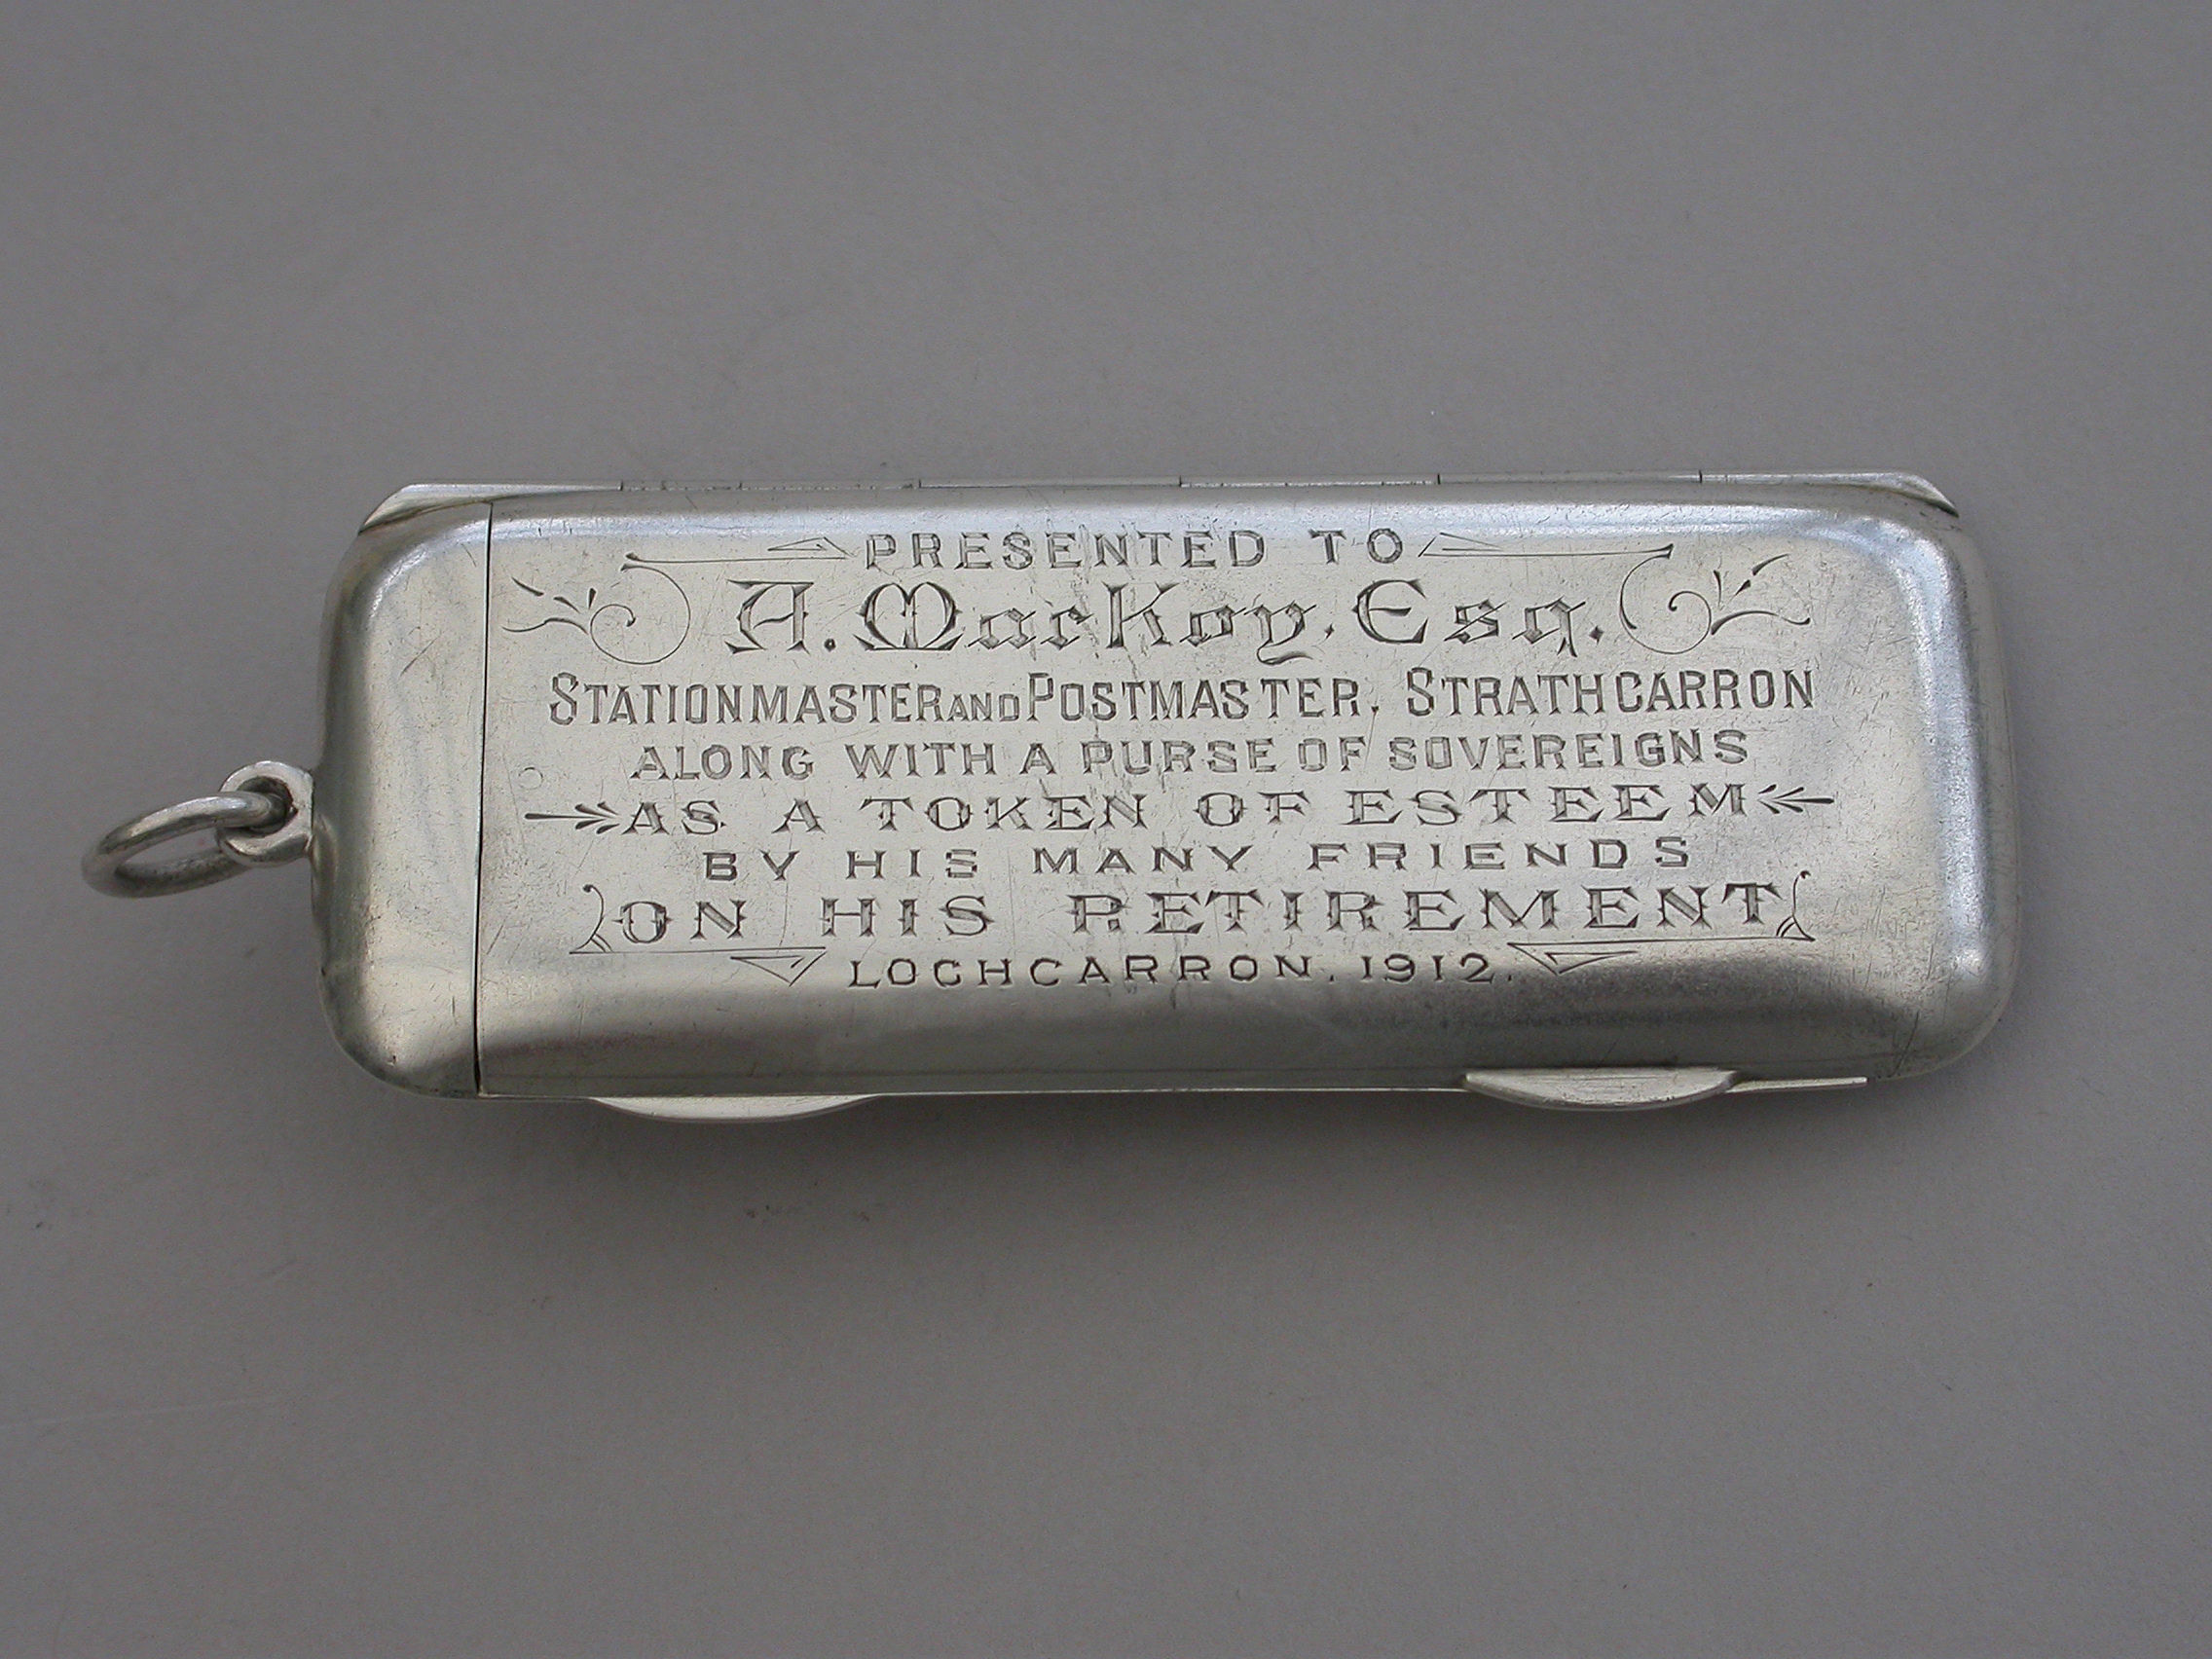 PRESENTED TO
A. MacKay, Esq.
STATIONMASTER AND POSTMASTER, STRATHCARRON
ALONG WITH A PURSE OF SOVEREIGNS
AS A TOKEN OF ESTEEM
BY HIS MANY FRIENDS
ON HIS RETIREMENT
LOCHCARRON, 1912.